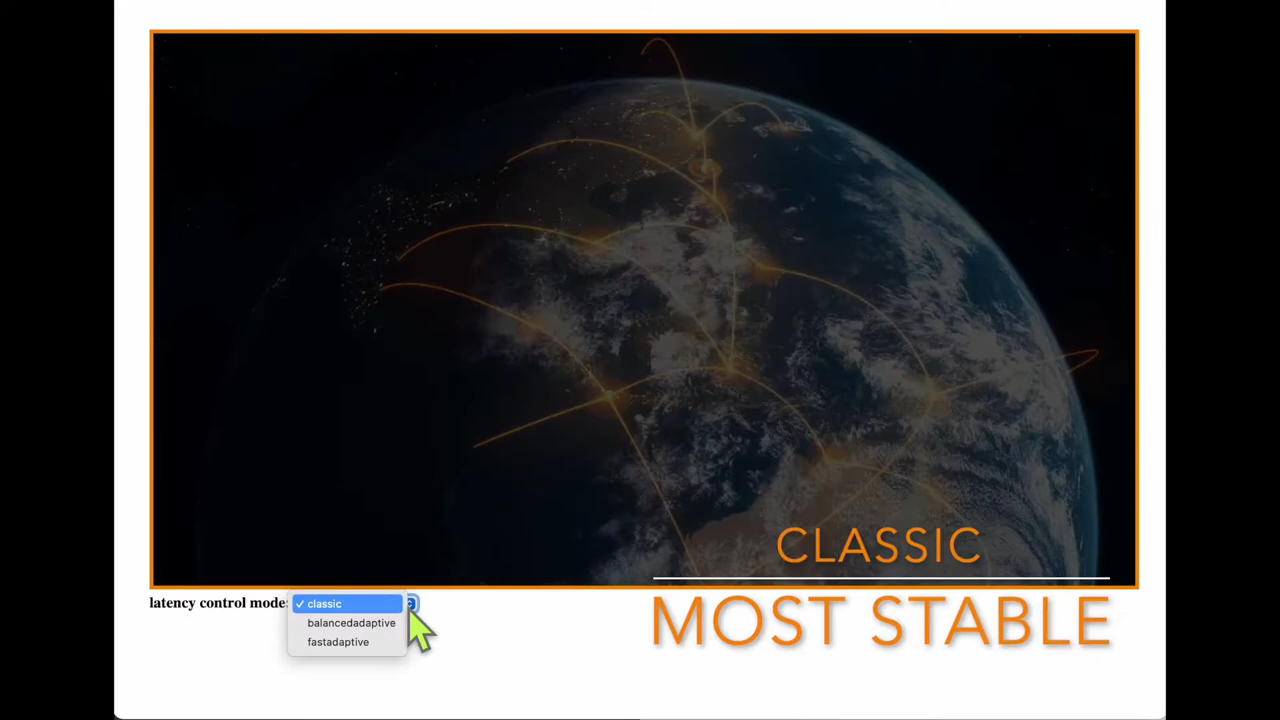 CLASSIC
MOST STABLE
latency control mode:
✓ classic
balancedadaptive
fastadaptive